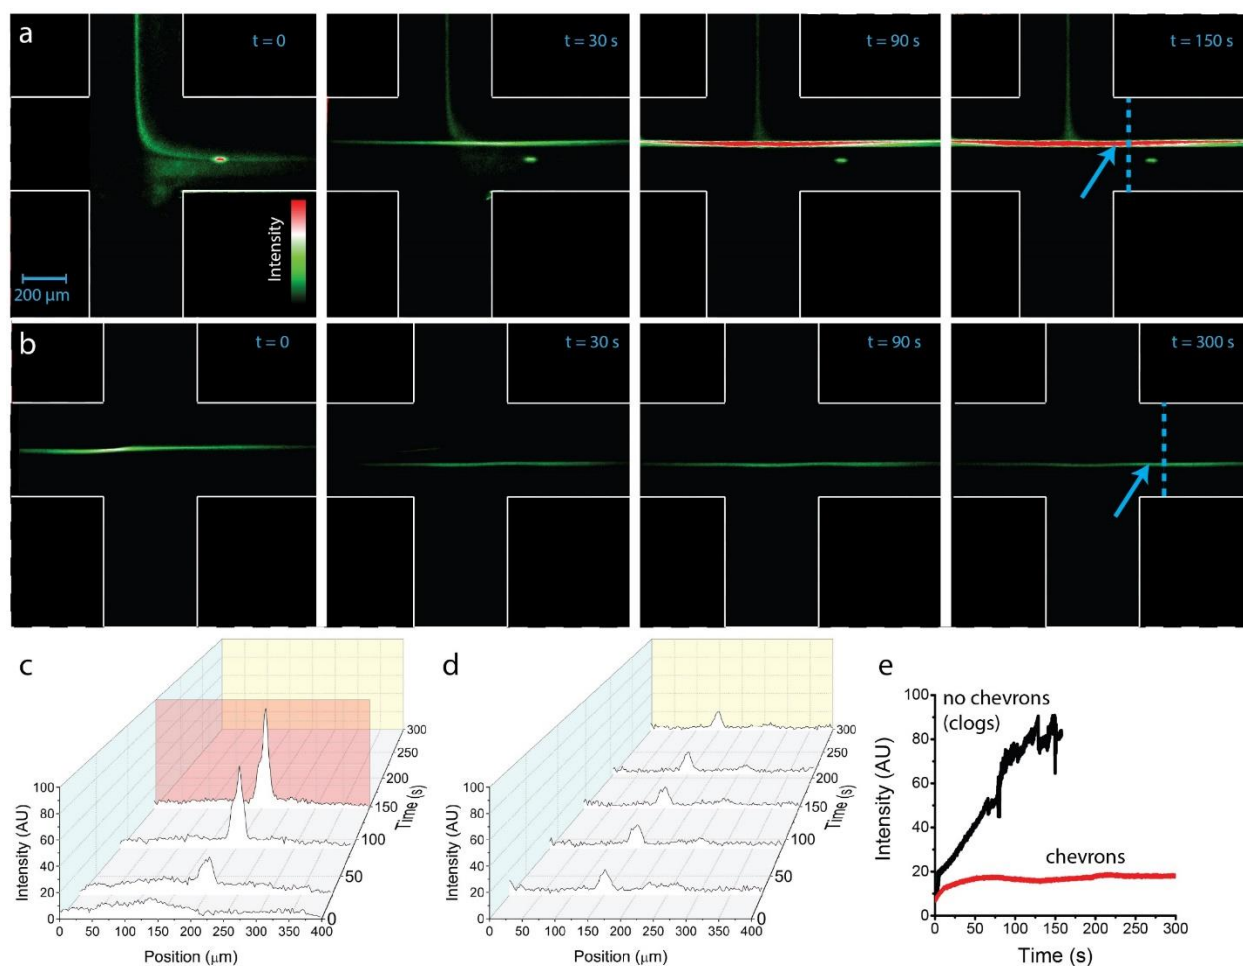 a
t = 0
t = 30 s
t = 90 s
t = 150 s
Intensity
200 μm
b
t = 0
t = 30 s
t = 90 s
t = 300 s
c
Intensity (AU)
100
80
60
40
20
0
0 50 100 150 200 250 300 350 400
Position (μm)
0
50
100
150
200
250
300
Time (s)
d
Intensity (AU)
100
80
60
40
20
0
0 50 100 150 200 250 300 350 400
Position (μm)
0
50
100
150
200
250
300
Time (s)
e
no chevrons
(clogs)
chevrons
Intensity (AU)
100
80
60
40
20
0
0 50 100 150 200 250 300
Time (s)